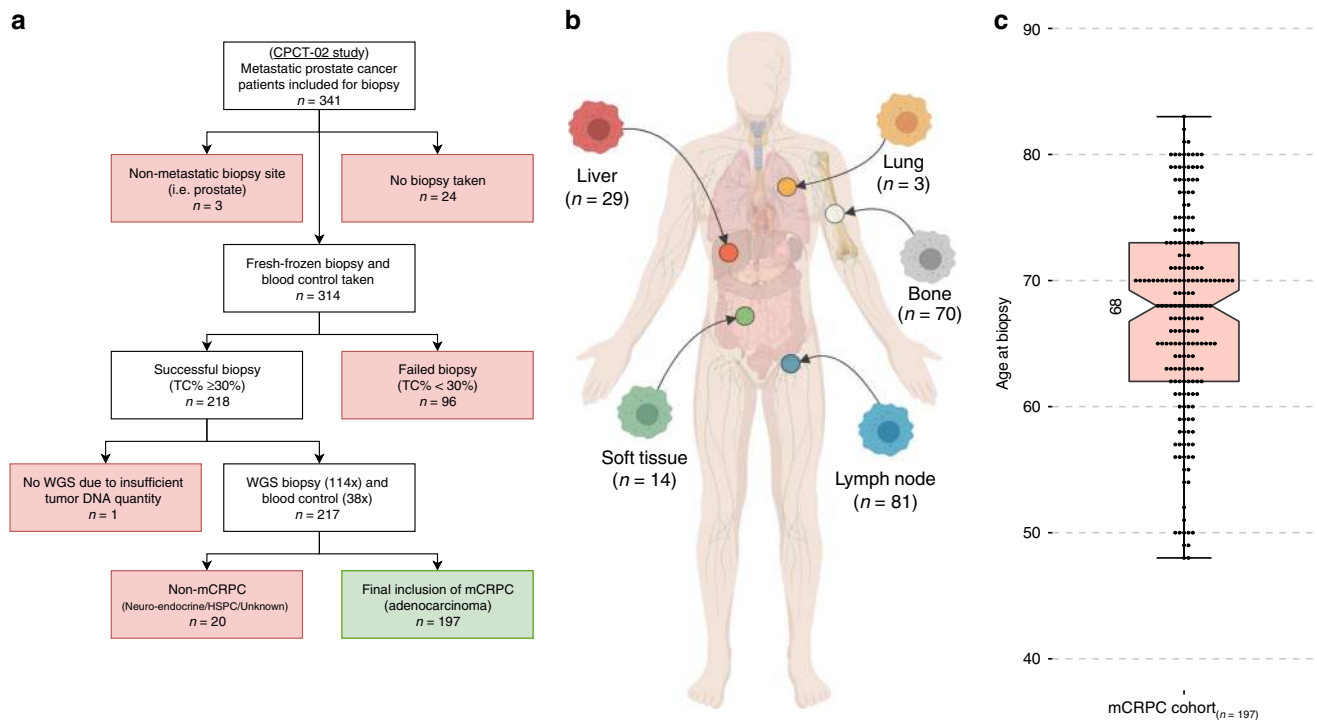 a
(CPCT-02 study)
Metastatic prostate cancer
patients included for biopsy
n = 341
Non-metastatic biopsy site
(i.e. prostate)
n = 3
No biopsy taken
n = 24
Fresh-frozen biopsy and
blood control taken
n = 314
Successful biopsy
(TC% ≥30%)
n = 218
Failed biopsy
(TC% < 30%)
n = 96
No WGS due to insufficient
tumor DNA quantity
n = 1
WGS biopsy (114x) and
blood control (38x)
n = 217
Non-mCRPC
(Neuro-endocrine/HSPC/Unknown)
n = 20
Final inclusion of mCRPC
(adenocarcinoma)
n = 197
b
Liver
(n = 29)
Lung
(n = 3)
Bone
(n = 70)
Soft tissue
(n = 14)
Lymph node
(n = 81)
c
Age at biopsy
90
80
70
60
50
40
68
mCRPC cohort(n = 197)